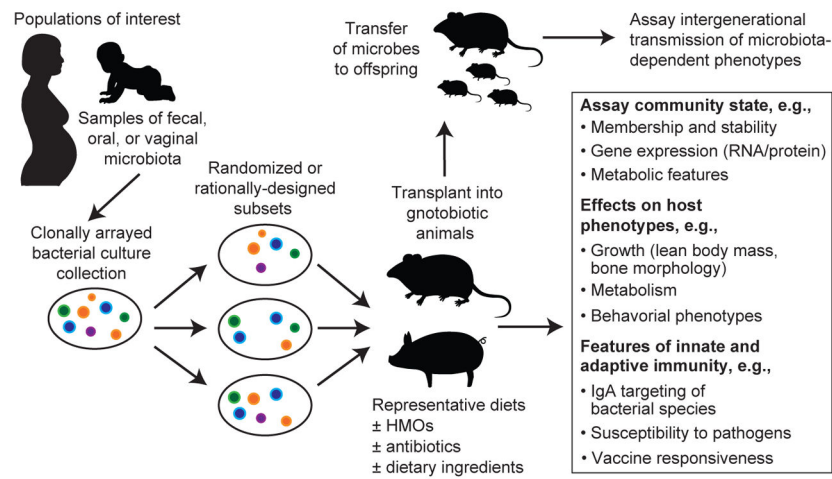 Populations of interest
Samples of fecal,
oral, or vaginal
microbiota
Clonally arrayed
bacterial culture
collection
Randomized or
rationally-designed
subsets
Transfer
of microbes
to offspring
Transplant into
gnotobiotic
animals
Representative diets
± HMOs
± antibiotics
± dietary ingredients
Assay intergenerational
transmission of microbiota-
dependent phenotypes
Assay community state, e.g.,
• Membership and stability
• Gene expression (RNA/protein)
• Metabolic features
Effects on host
phenotypes, e.g.,
• Growth (lean body mass,
bone morphology)
• Metabolism
• Behavorial phenotypes
Features of innate and
adaptive immunity, e.g.,
• IgA targeting of
bacterial species
• Susceptibility to pathogens
• Vaccine responsiveness